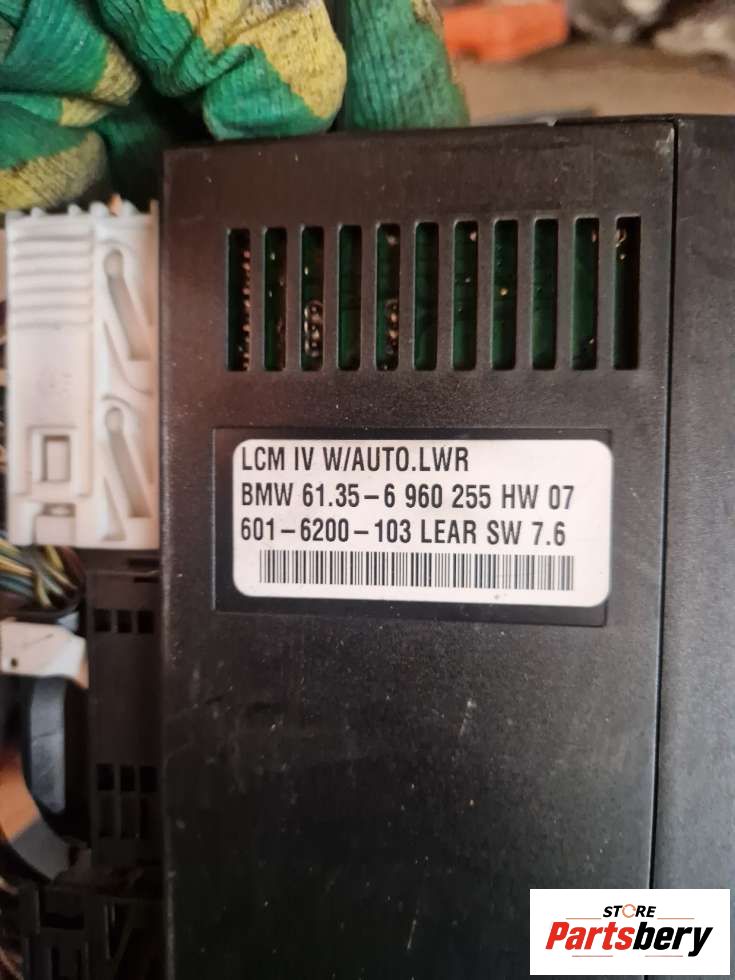 LCM IV W/AUTO.LWR
BMW 61.35-6 960 255 HW 07
601-6200-103 LEAR SW 7.6
STORE
Partsbery